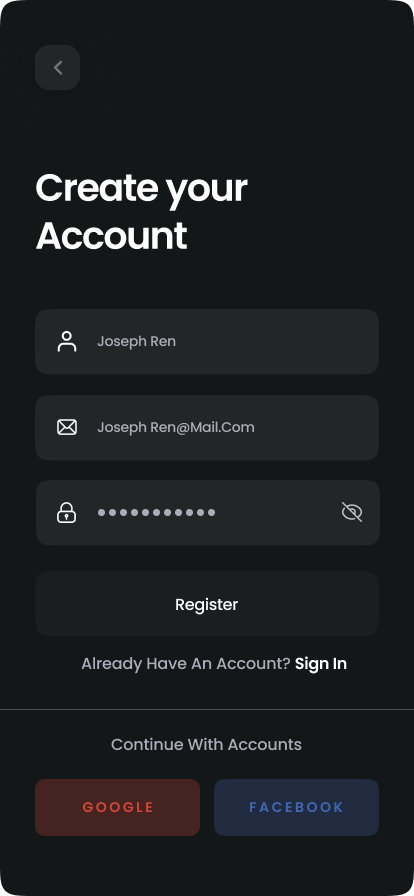 Create your
Account
Joseph Ren
Joseph Ren@Mail.Com
Register
Already Have An Account? Sign In
Continue With Accounts
GOOGLE
FACEBOOK